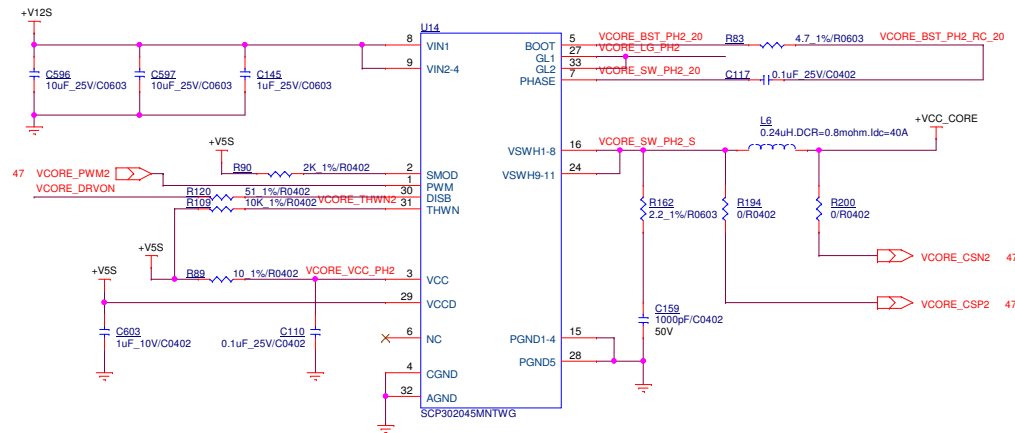 +V12S
U14
8 VIN1
9 VIN2-4
C596
10uF_25V/C0603
C597
10uF_25V/C0603
C145
1uF_25V/C0603
BOOT 5 VCORE_BST_PH2_20
R83 4.7_1%/R0603 VCORE_BST_PH2_RC_20
GL1 27 VCORE_LG_PH2
GL2 33
PHASE 7 VCORE_SW_PH2_20
C117 0.1uF_25V/C0402
L6
0.24uH.DCR=0.8mohm.Idc=40A
+VCC_CORE
VSWH1-8 16 VCORE_SW_PH2_S
VSWH9-11 24
+V5S
R90 2K_1%/R0402
2 SMOD
47 VCORE_PWM2
1 PWM
VCORE_DRVON
R120 51_1%/R0402
30 DISB
R109 10K_1%/R0402 VCORE_THWN2
31 THWN
R162
2.2_1%/R0603
R194
0/R0402
R200
0/R0402
+V5S
+V5S
R89 10_1%/R0402 VCORE_VCC_PH2
3 VCC
29 VCCD
VCORE_CSN2 47
VCORE_CSP2 47
C603
1uF_10V/C0402
C110
0.1uF_25V/C0402
6 NC
C159
1000pF/C0402
50V
PGND1-4 15
PGND5 28
4 CGND
32 AGND
SCP302045MNTWG